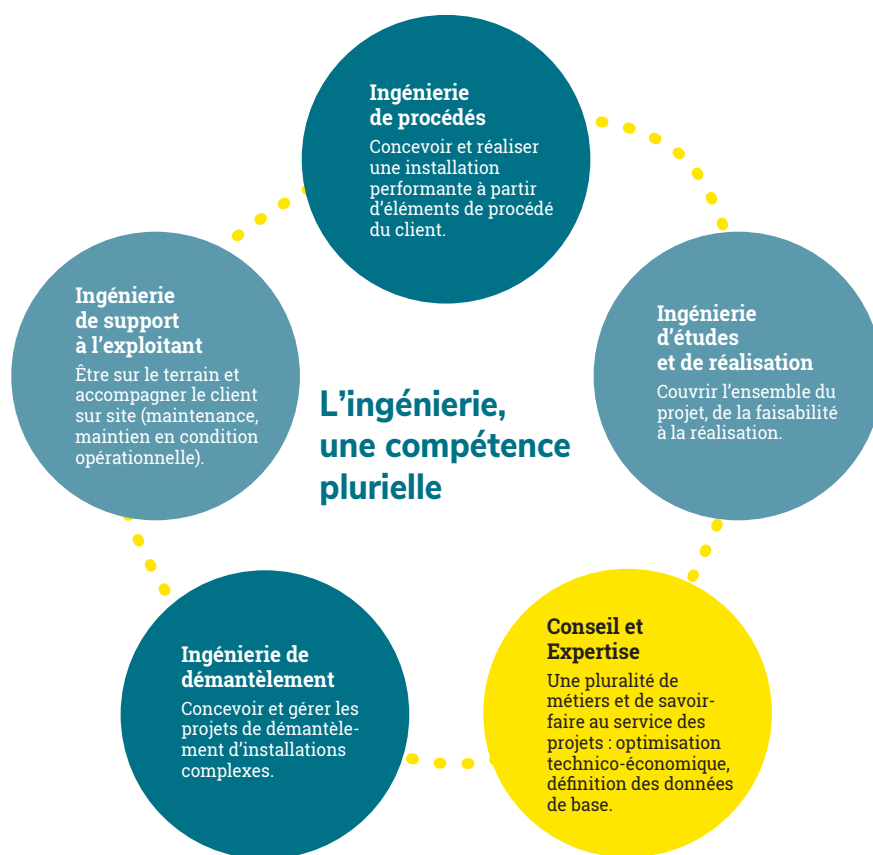 Ingénierie
de procédés
Concevoir et réaliser
une installation
performante à partir
d’éléments de procédé
du client.
Ingénierie
d’études
et de réalisation
Couvrir l’ensemble du
projet, de la faisabilité
à la réalisation.
Conseil et
Expertise
Une pluralité de
métiers et de savoir-
faire au service des
projets : optimisation
technico-économique,
définition des données
de base.
Ingénierie de
démantèlement
Concevoir et gérer les
projets de démantèle-
ment d’installations
complexes.
Ingénierie
de support
à l’exploitant
Être sur le terrain et
accompagner le client
sur site (maintenance,
maintien en condition
opérationnelle).
L’ingénierie,
une compétence
plurielle